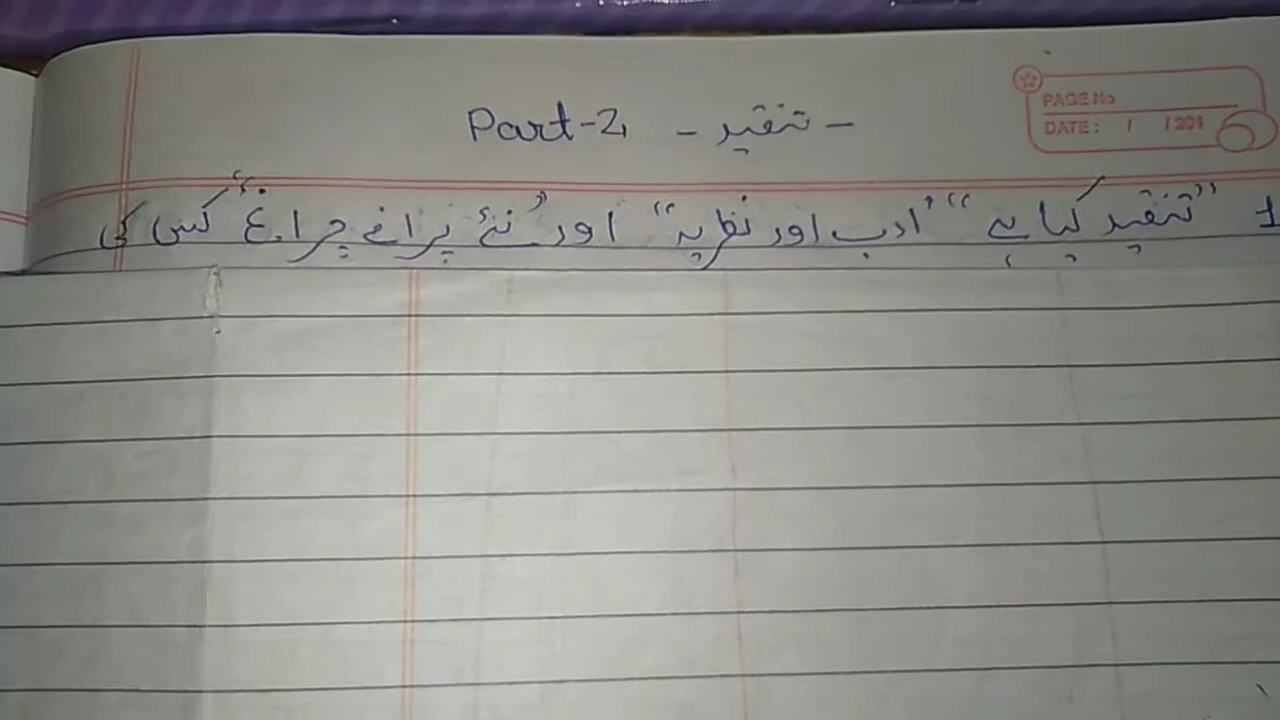 - تنقید - Part-2
PAGE No
DATE: / /201
1 "تنقید کیا ہے" "ادب اور نظریہ" اور "نئے پرانے چراغ" کس کی